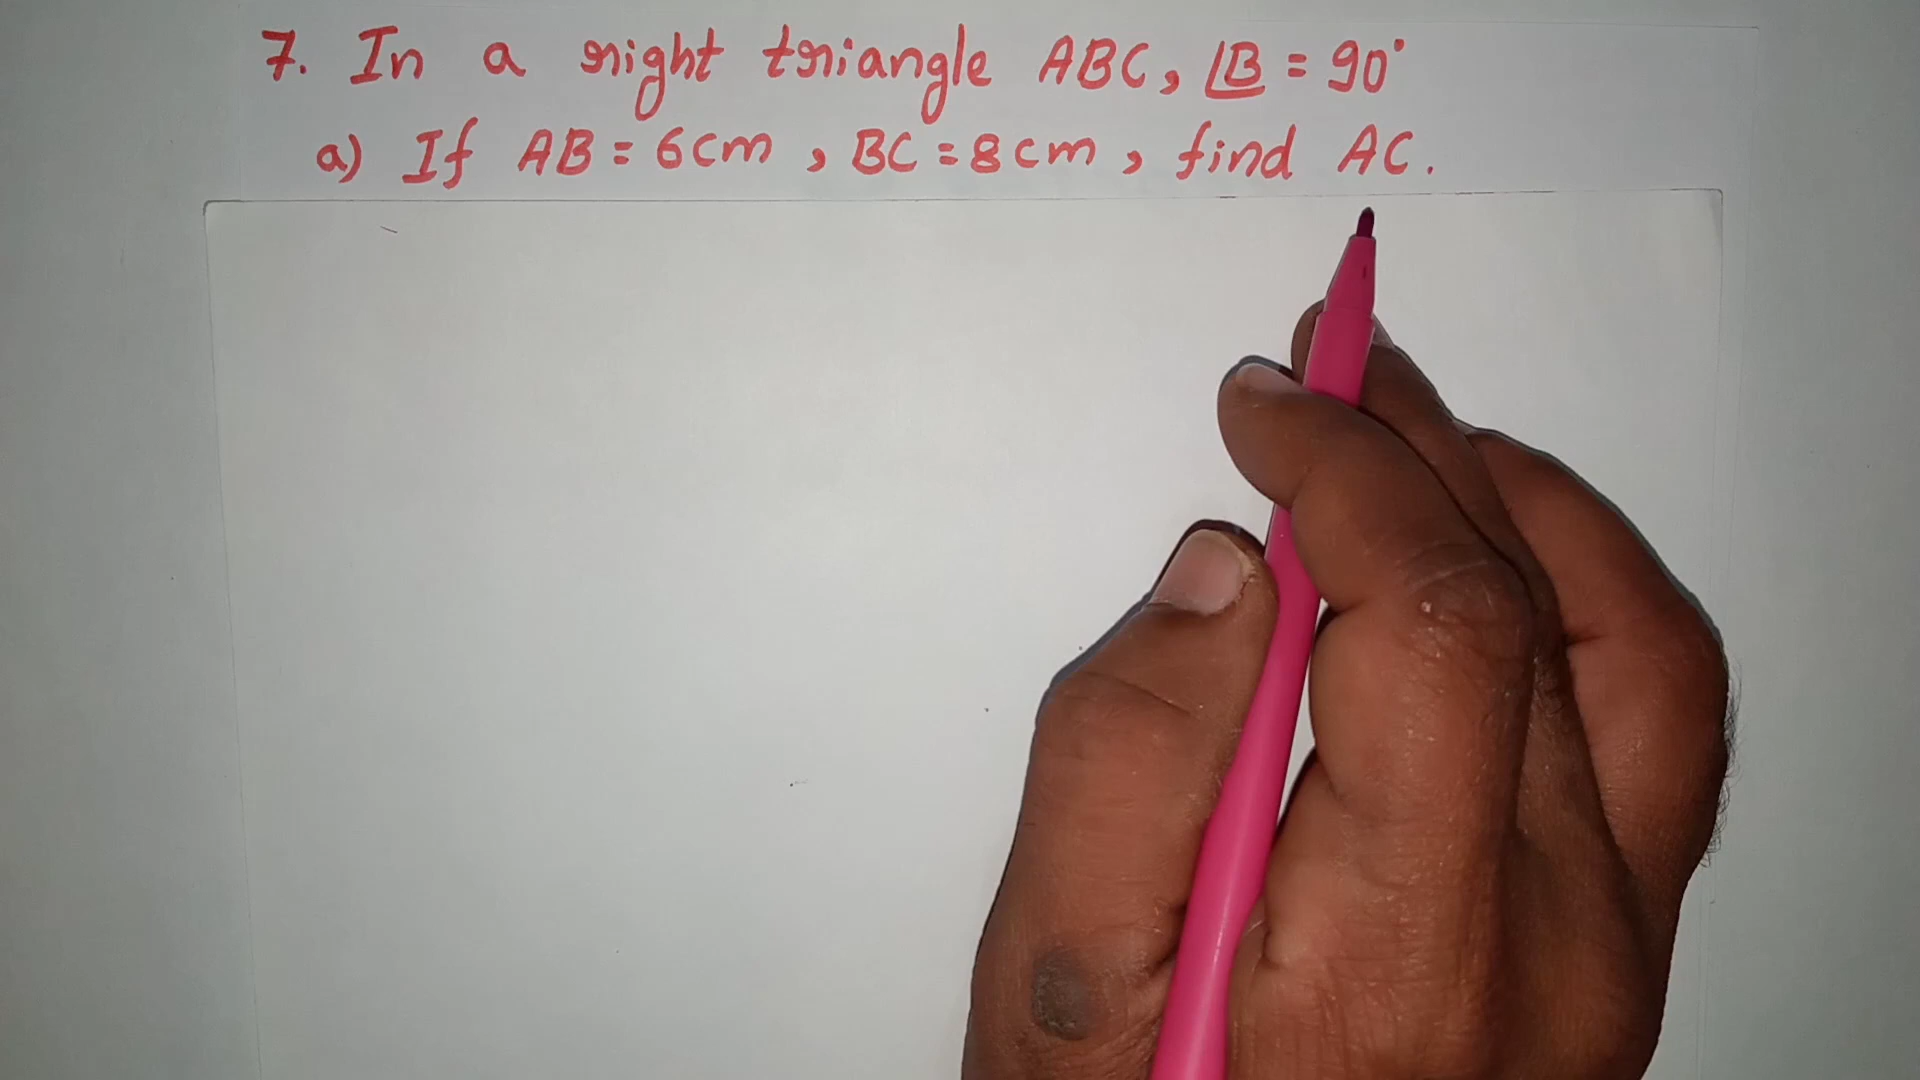 7. In a right triangle ABC, ∠B = 90°
a) If AB = 6cm, BC = 8cm, find AC.